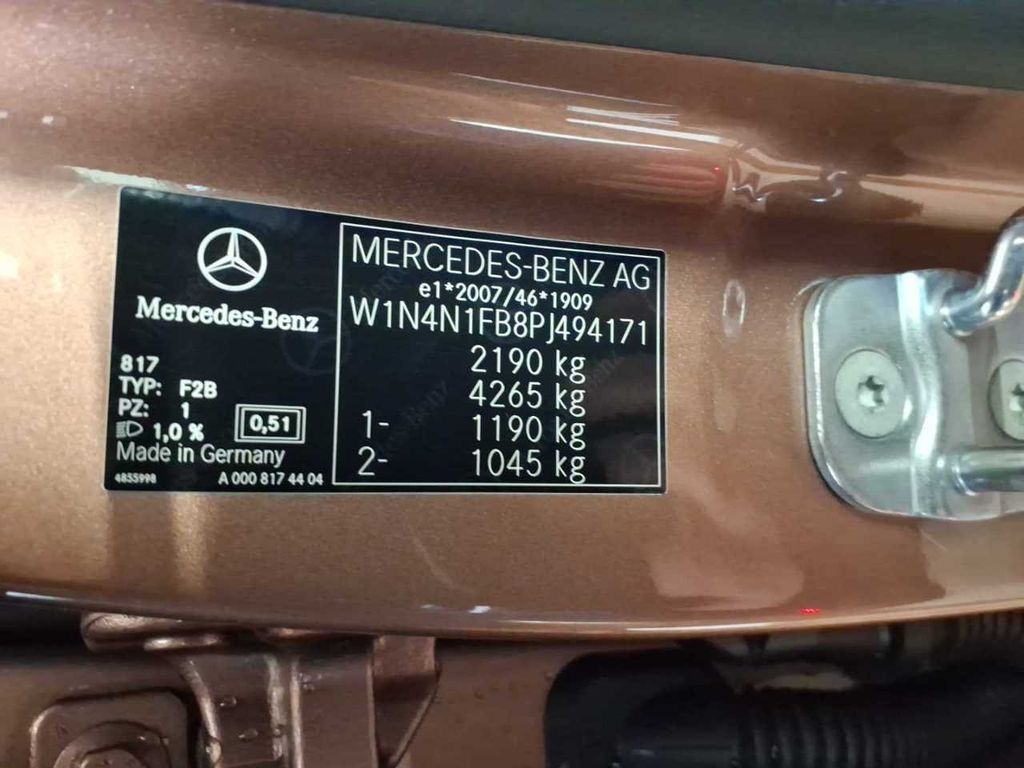 Mercedes-Benz
817
TYP: F2B
PZ: 1
1,0 %
0,51
Made in Germany
4855998
A 000 817 44 04
MERCEDES-BENZ AG
e1*2007/46*1909
W1N4N1FB8PJ494171
2190 kg
4265 kg
1- 1190 kg
2- 1045 kg